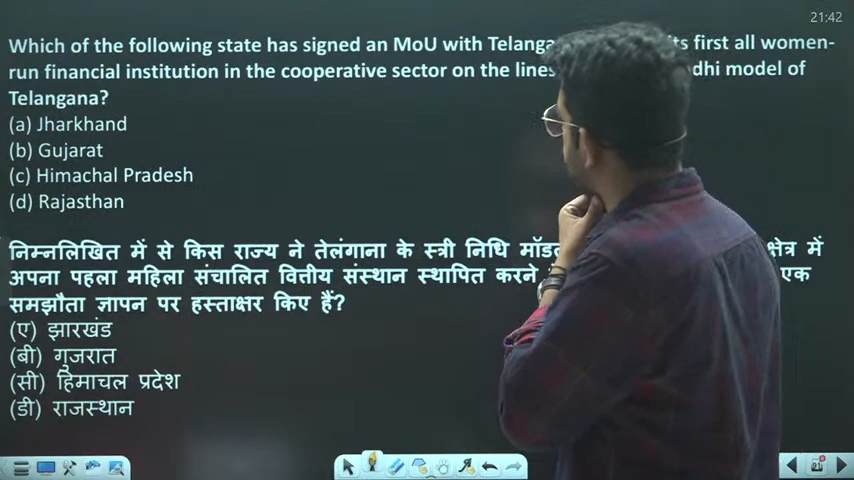 21:42
Which of the following state has signed an MoU with Telanga ts first all women-
run financial institution in the cooperative sector on the lines dhi model of
Telangana?
(a) Jharkhand
(b) Gujarat
(c) Himachal Pradesh
(d) Rajasthan
निम्नलिखित में से किस राज्य ने तेलंगाना के स्त्री निधि मॉडल क्षेत्र में
अपना पहला महिला संचालित वित्तीय संस्थान स्थापित करने एक
समझौता ज्ञापन पर हस्ताक्षर किए हैं?
(ए) झारखंड
(बी) गुजरात
(सी) हिमाचल प्रदेश
(डी) राजस्थान